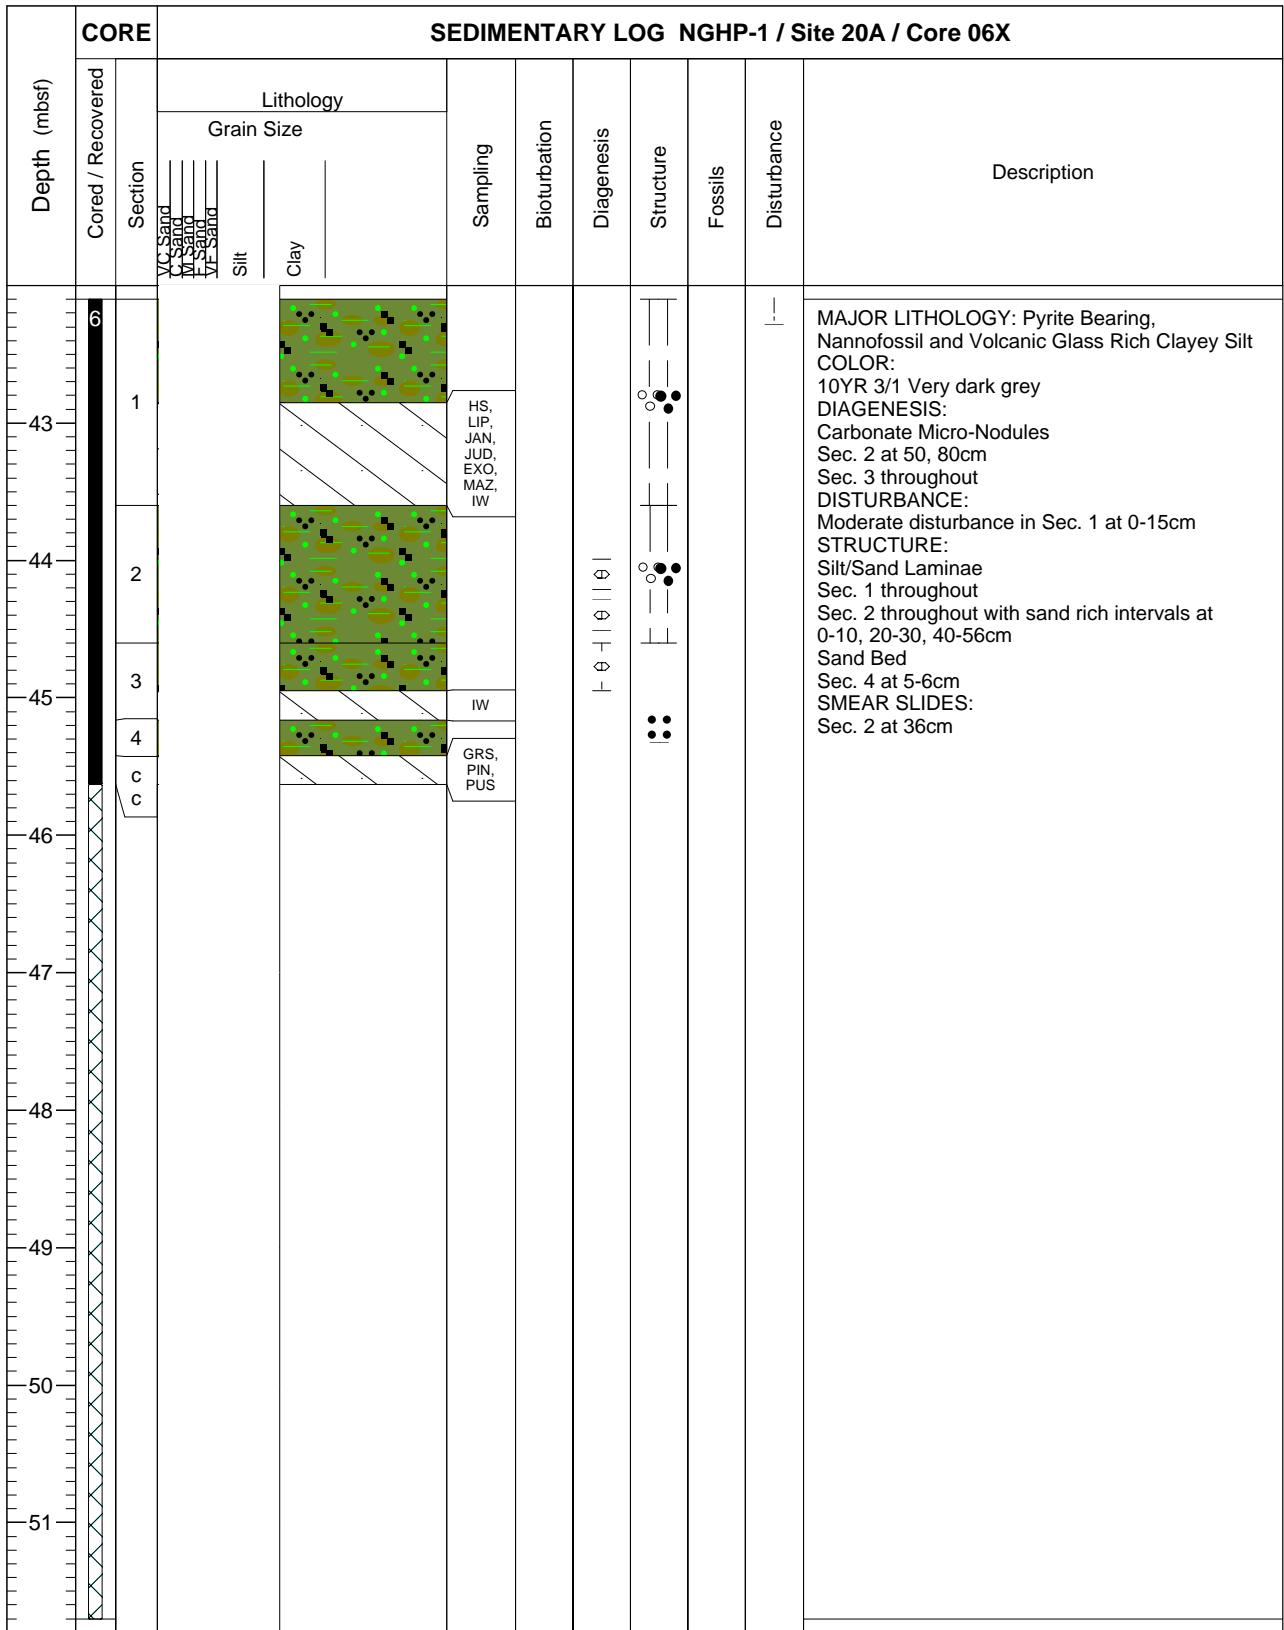 CORE
SEDIMENTARY LOG NGHP-1 / Site 20A / Core 06X
Depth (mbsf)
Cored / Recovered
Section
Lithology
Grain Size
VC Sand
C Sand
M Sand
F Sand
VF Sand
Silt
Clay
Sampling
Bioturbation
Diagenesis
Structure
Fossils
Disturbance
Description
6
1
2
3
4
c
c
43
44
45
46
47
48
49
50
51
HS,
LIP,
JAN,
JUD,
EXO,
MAZ,
IW
IW
GRS,
PIN,
PUS
MAJOR LITHOLOGY: Pyrite Bearing,
Nannofossil and Volcanic Glass Rich Clayey Silt
COLOR:
10YR 3/1 Very dark grey
DIAGENESIS:
Carbonate Micro-Nodules
Sec. 2 at 50, 80cm
Sec. 3 throughout
DISTURBANCE:
Moderate disturbance in Sec. 1 at 0-15cm
STRUCTURE:
Silt/Sand Laminae
Sec. 1 throughout
Sec. 2 throughout with sand rich intervals at
0-10, 20-30, 40-56cm
Sand Bed
Sec. 4 at 5-6cm
SMEAR SLIDES:
Sec. 2 at 36cm